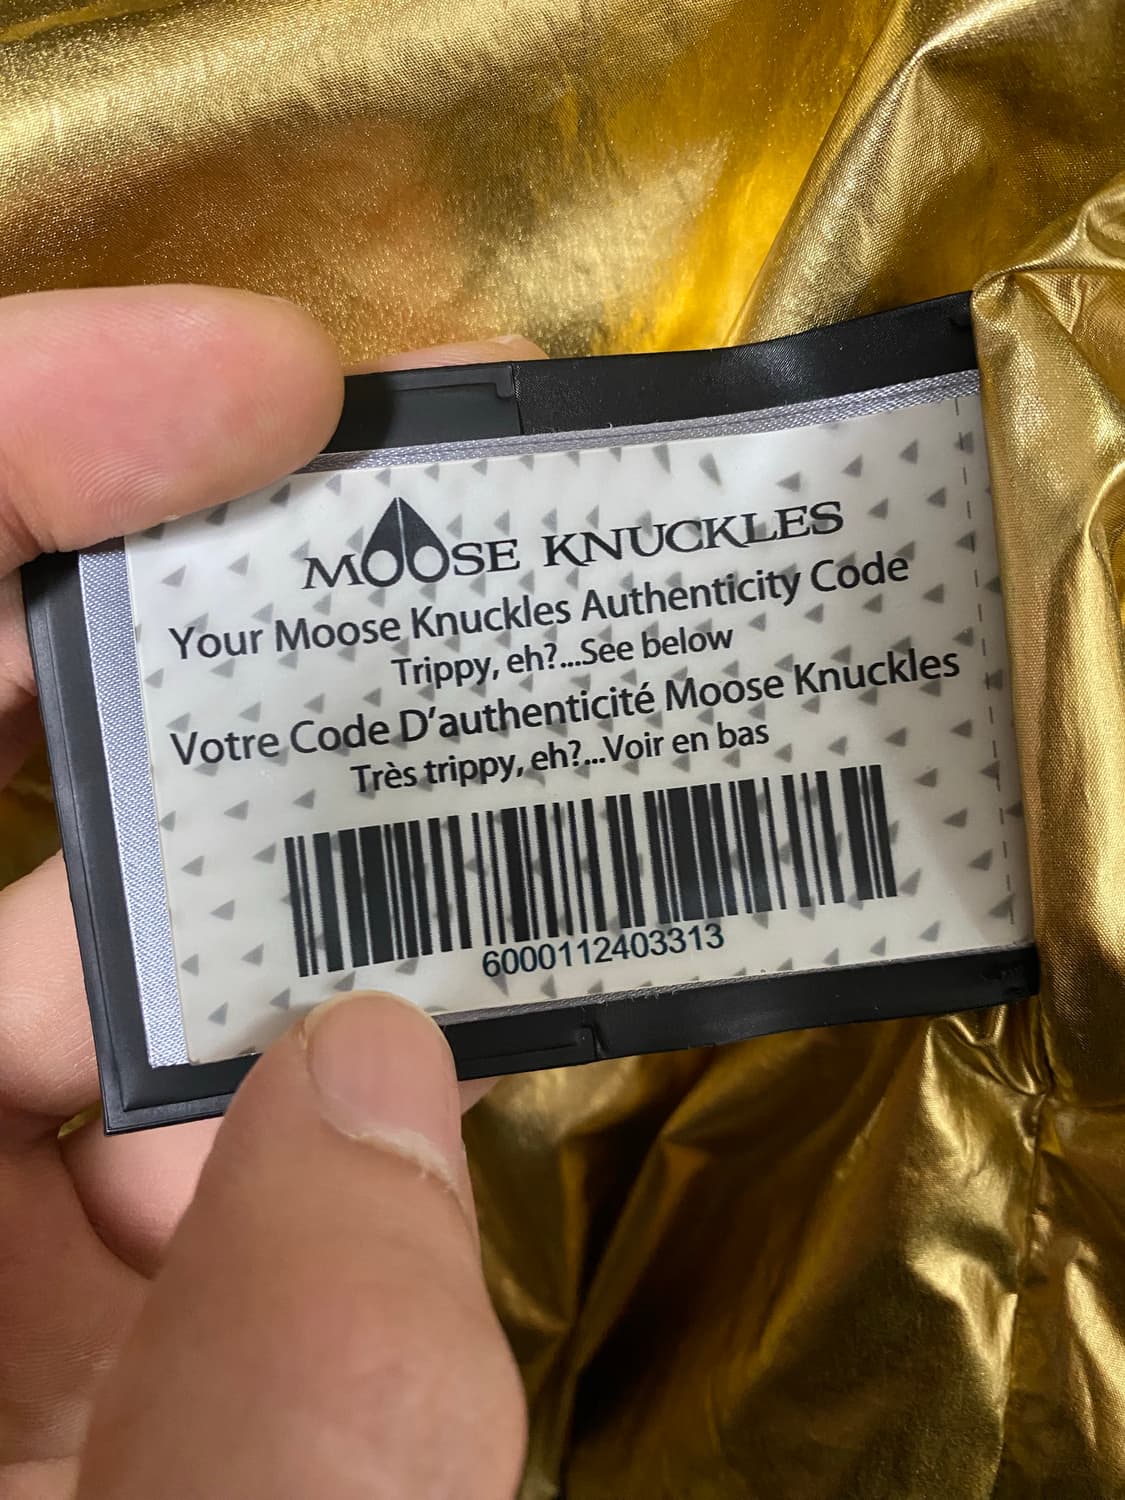 MOOSE KNUCKLES
Your Moose Knuckles Authenticity Code
Trippy, eh?...See below
Votre Code D'authenticité Moose Knuckles
Très trippy, eh?...Voir en bas
6000112403313